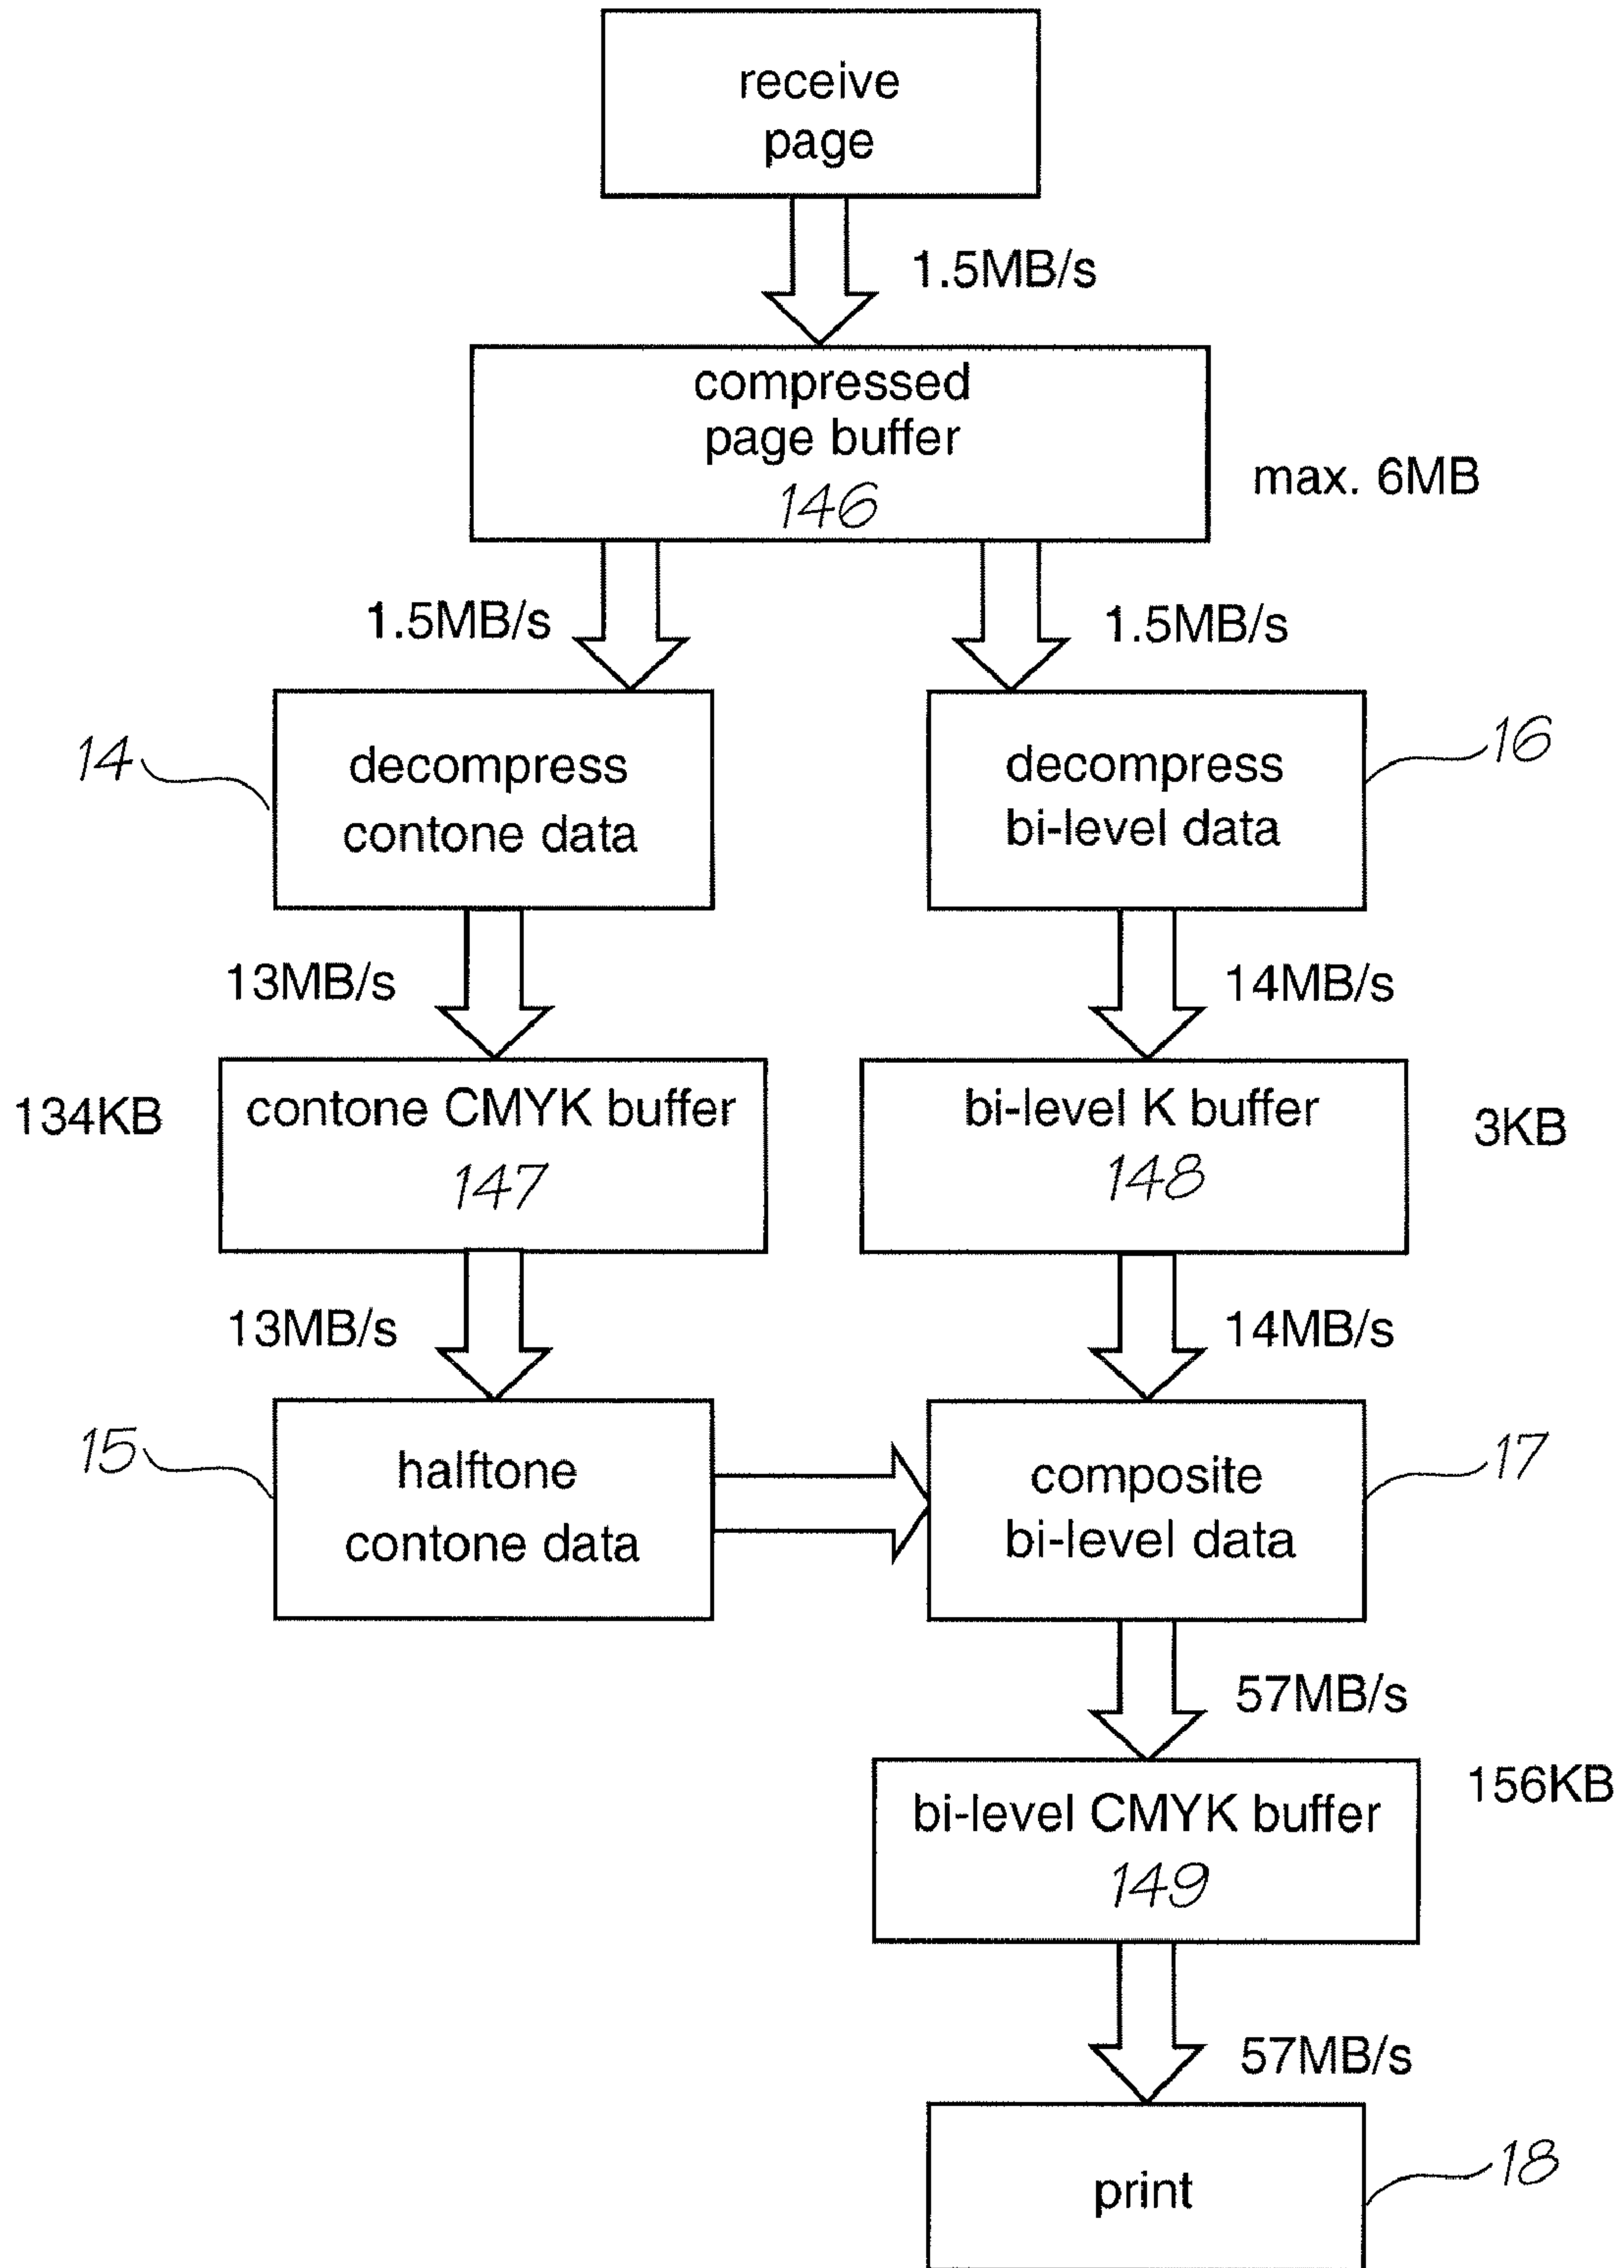 receive
page
1.5MB/s
compressed
page buffer
146
max. 6MB
1.5MB/s
1.5MB/s
14
decompress
contone data
decompress
bi-level data
16
13MB/s
14MB/s
134KB
contone CMYK buffer
147
bi-level K buffer
148
3KB
13MB/s
14MB/s
15
halftone
contone data
composite
bi-level data
17
57MB/s
156KB
bi-level CMYK buffer
149
57MB/s
print
18